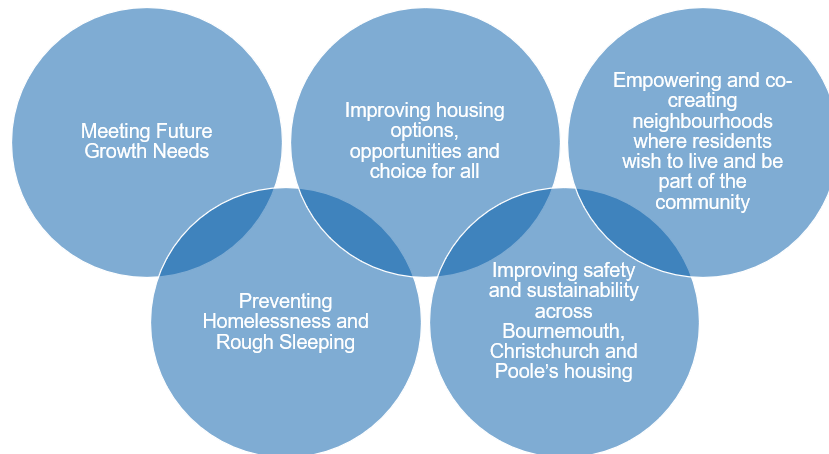 Meeting Future
Growth Needs
Improving housing
options,
opportunities and
choice for all
Empowering and co-
creating
neighbourhoods
where residents
wish to live and be
part of the
community
Preventing
Homelessness and
Rough Sleeping
Improving safety
and sustainability
across
Bournemouth,
Christchurch and
Poole's housing